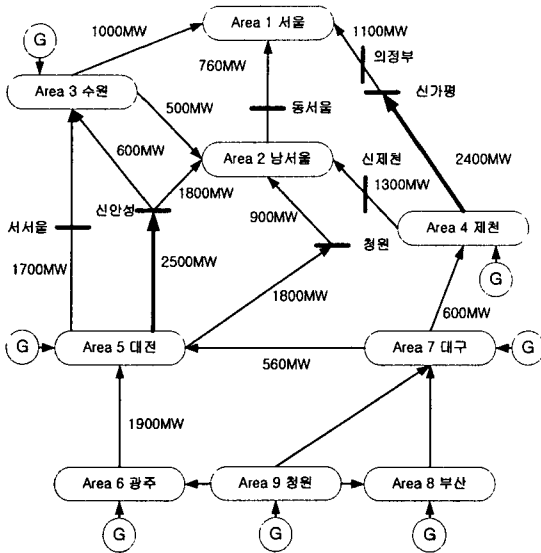 1000MW
Area 1 서울
1100MW
G
의정부
760MW
Area 3 수원
신가평
500MW
동서울
600MW
Area 2 남서울
신제천
2400MW
1800MW
1300MW
신안성
900MW
서서울
청원
Area 4 제천
1700MW
2500MW
1800MW
G
600MW
G
Area 5 대전
Area 7 대구
G
560MW
1900MW
Area 6 광주
Area 9 청원
Area 8 부산
G
G
G